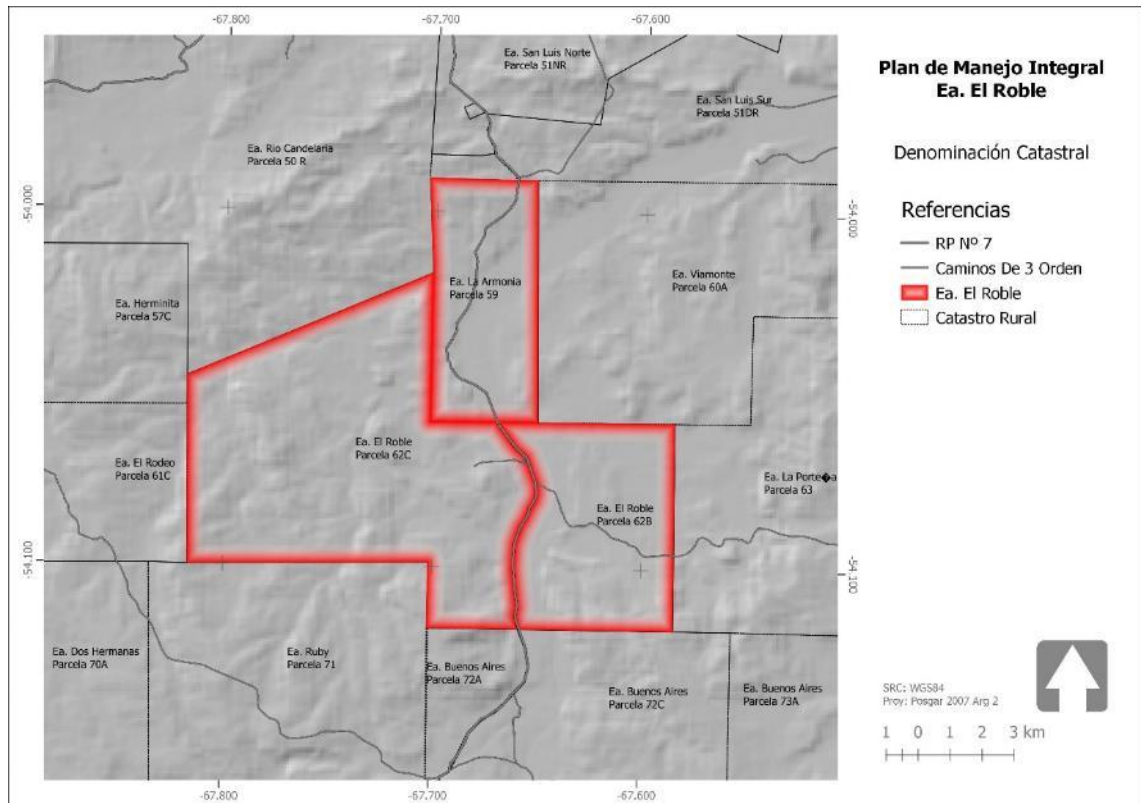 -67.800
-67.700
-67.600
Ea. San Luis Norte
Parcela 51NR
Ea. San Luis Sur
Parcela 51DR
Ea. Rio Candelaria
Parcela 50 R
-54.000
-54.000
Ea. La Armonia
Parcela 59
Ea. Viamonte
Parcela 60A
Ea. Herminita
Parcela 57C
Ea. El Roble
Parcela 62C
Ea. El Rodeo
Parcela 61C
Ea. La Porte�a
Parcela 63
Ea. El Roble
Parcela 62B
-54.100
-54.100
Ea. Dos Hermanas
Parcela 70A
Ea. Ruby
Parcela 71
Ea. Buenos Aires
Parcela 72A
Ea. Buenos Aires
Parcela 72C
Ea. Buenos Aires
Parcela 73A
-67.800
-67.700
-67.600
Plan de Manejo Integral
Ea. El Roble
Denominación Catastral
Referencias
RP Nº 7
Caminos De 3 Orden
Ea. El Roble
Catastro Rural
SRC: WGS84
Proy: Posgar 2007 Arg 2
1 0 1 2 3 km